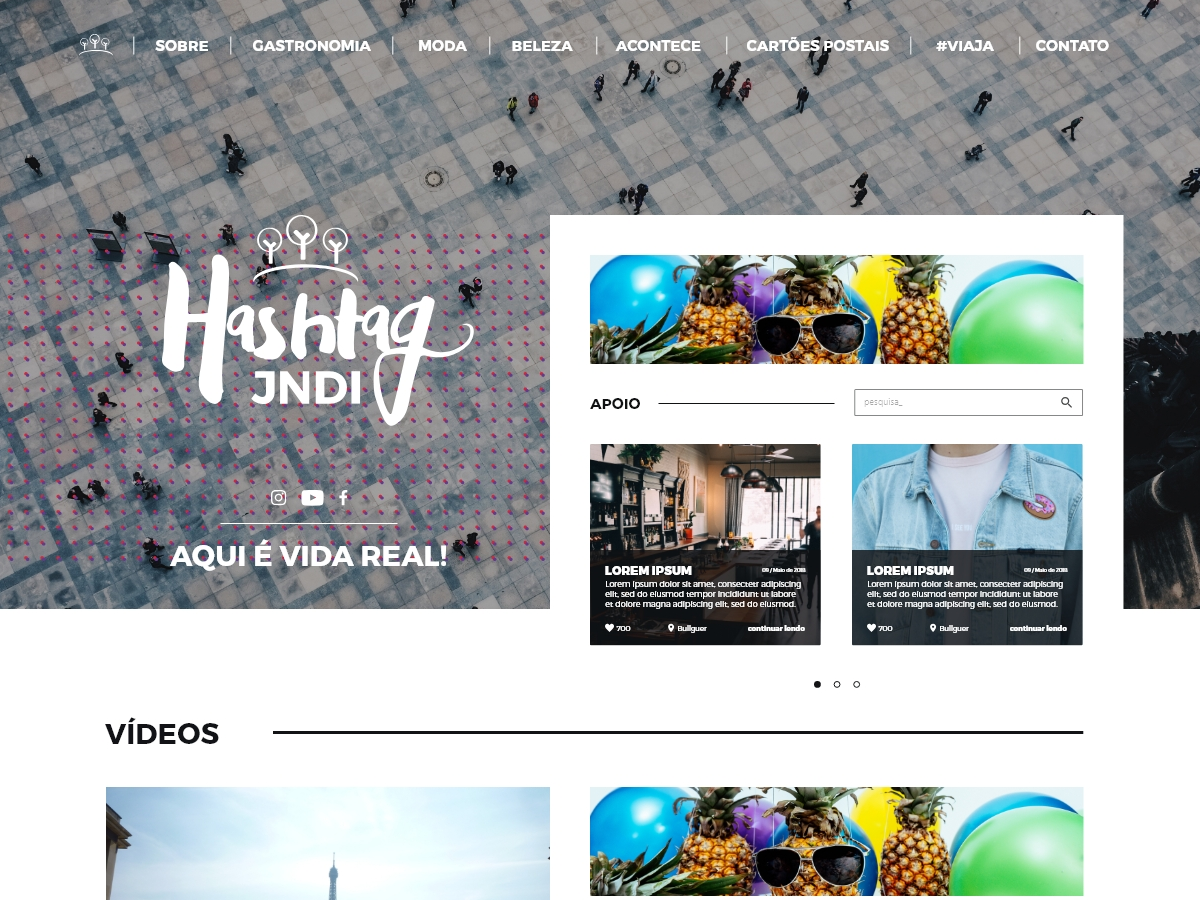 SOBRE
GASTRONOMIA
MODA
BELEZA
ACONTECE
CARTÕES POSTAIS
#VIAJA
CONTATO
Hashtag
JNDI
AQUI É VIDA REAL!
APOIO
pesquisa_
LOREM IPSUM
09 / Maio de 2018
Lorem ipsum dolor sit amet, consectetr adipiscing
elit, sed do eiusmod tempor incididunt ut labore
et dolore magna adipiscing elit, sed do eiusmod.
700
Bullguer
continuar lendo
LOREM IPSUM
09 / Maio de 2018
Lorem ipsum dolor sit amet, consectetr adipiscing
elit, sed do eiusmod tempor incididunt ut labore
et dolore magna adipiscing elit, sed do eiusmod.
700
Bullguer
continuar lendo
VÍDEOS